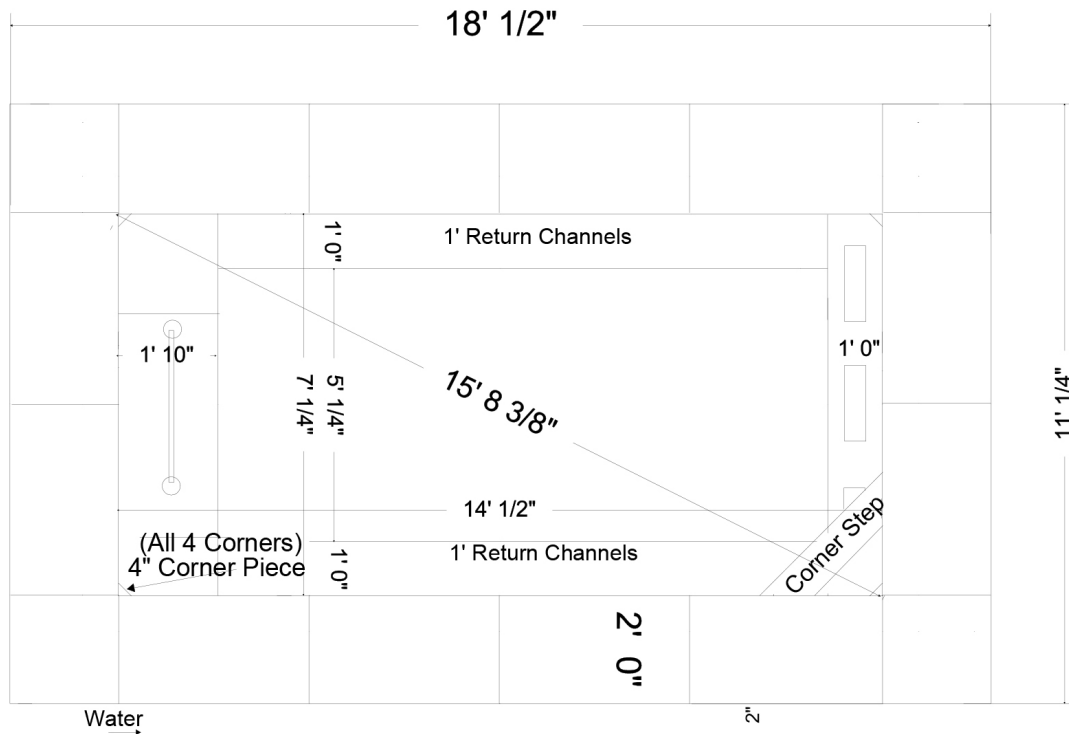 18' 1/2"
1' 0"
1' Return Channels
1' 10"
1' 0"
7' 1/4"
5' 1/4"
15' 8 3/8"
11' 1/4"
14' 1/2"
Corner Step
(All 4 Corners)
4" Corner Piece
1' 0"
1' Return Channels
2' 0"
2"
Water